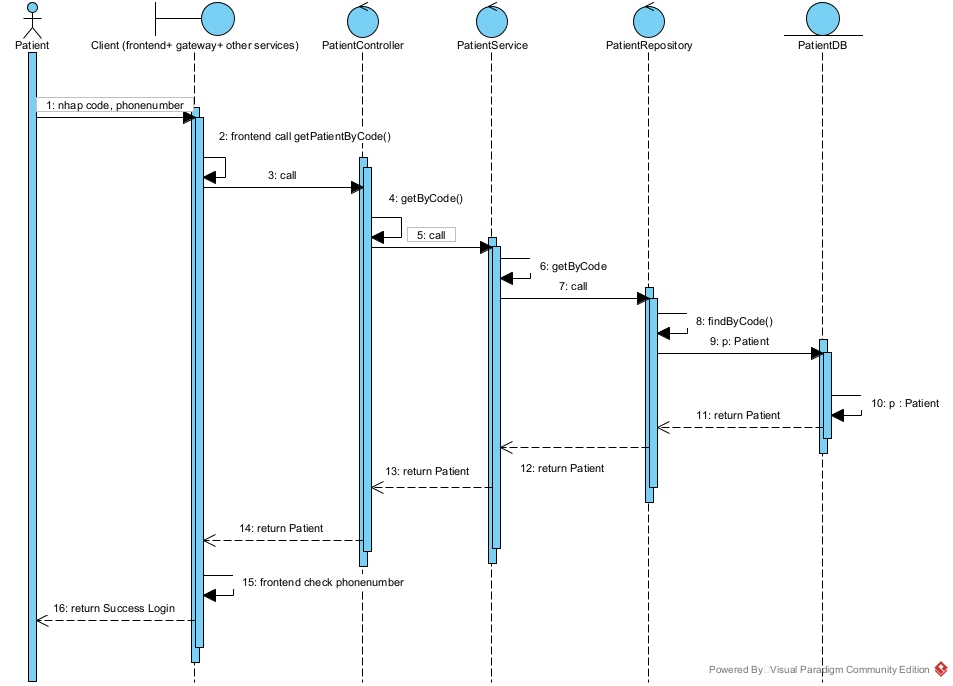 Patient
Client (frontend+ gateway+ other services)
PatientController
PatientService
PatientRepository
PatientDB
1: nhap code, phonenumber
2: frontend call getPatientByCode()
3: call
4: getByCode()
5: call
6: getByCode
7: call
8: findByCode()
9: p: Patient
10: p : Patient
11: return Patient
12: return Patient
13: return Patient
14: return Patient
15: frontend check phonenumber
16: return Success Login
Powered By Visual Paradigm Community Edition